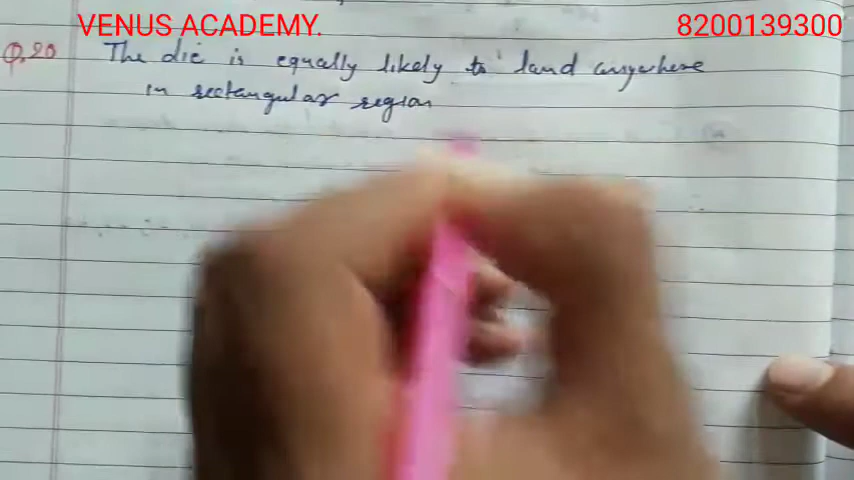 VENUS ACADEMY. 8200139300
Q.20 The die is equally likely to land anywhere
in rectangular region